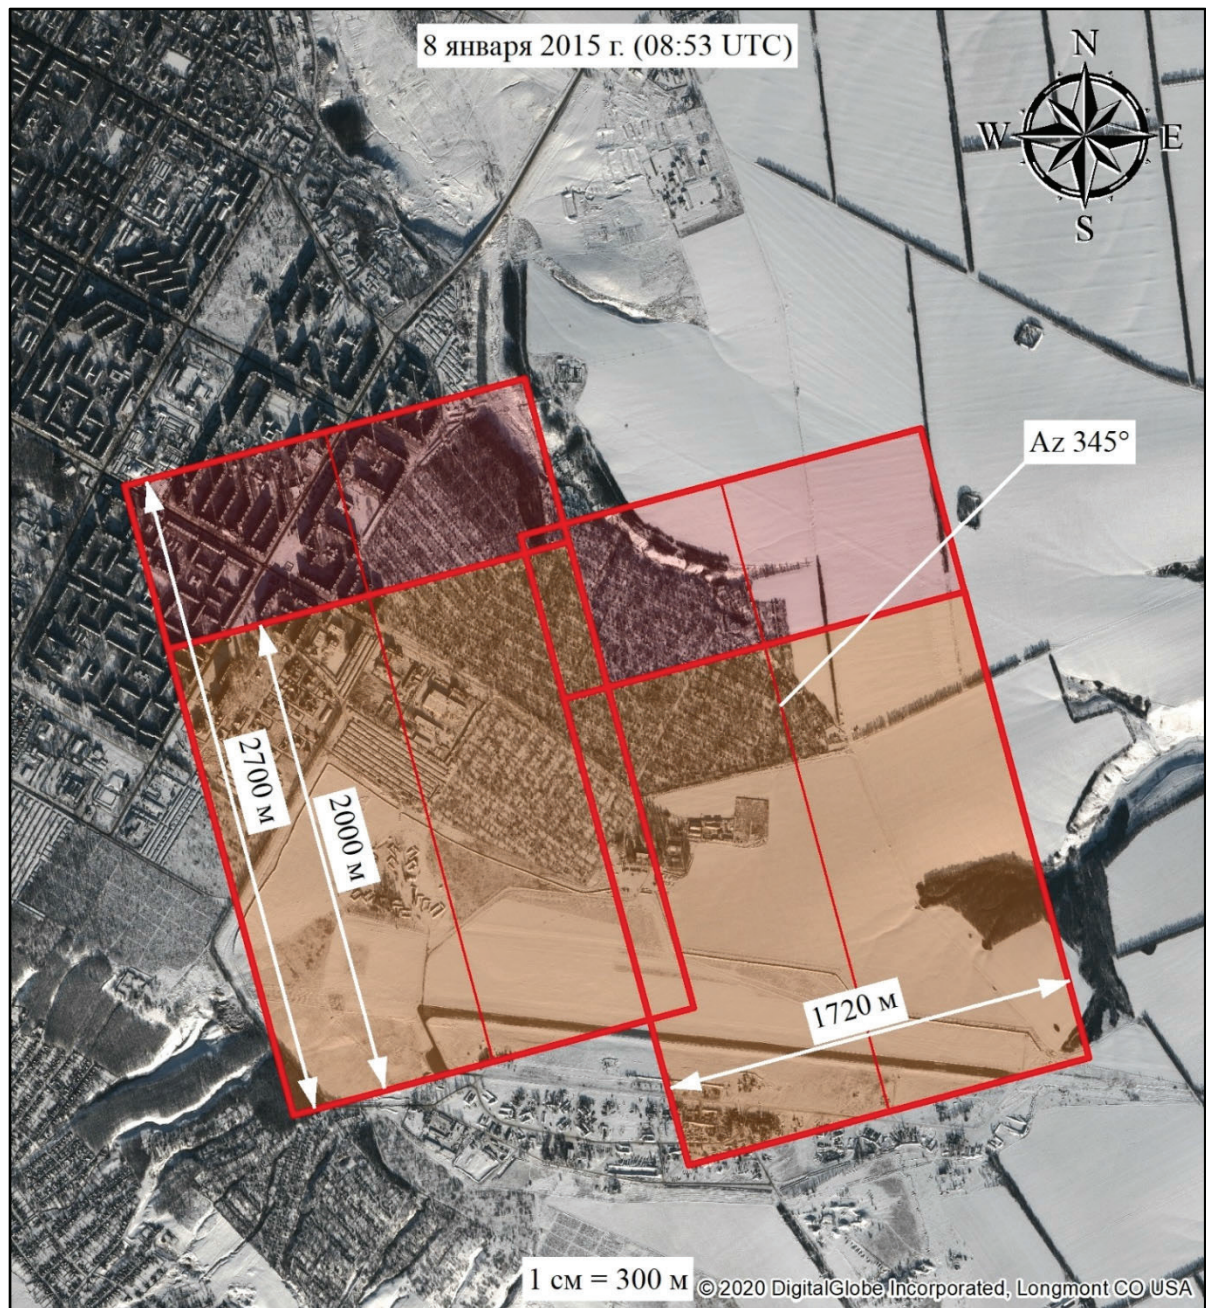 8 января 2015 г. (08:53 UTC)
N
W E
S
Az 345°
2700 м
2000 м
1720 м
1 см = 300 м
© 2020 DigitalGlobe Incorporated, Longmont CO USA